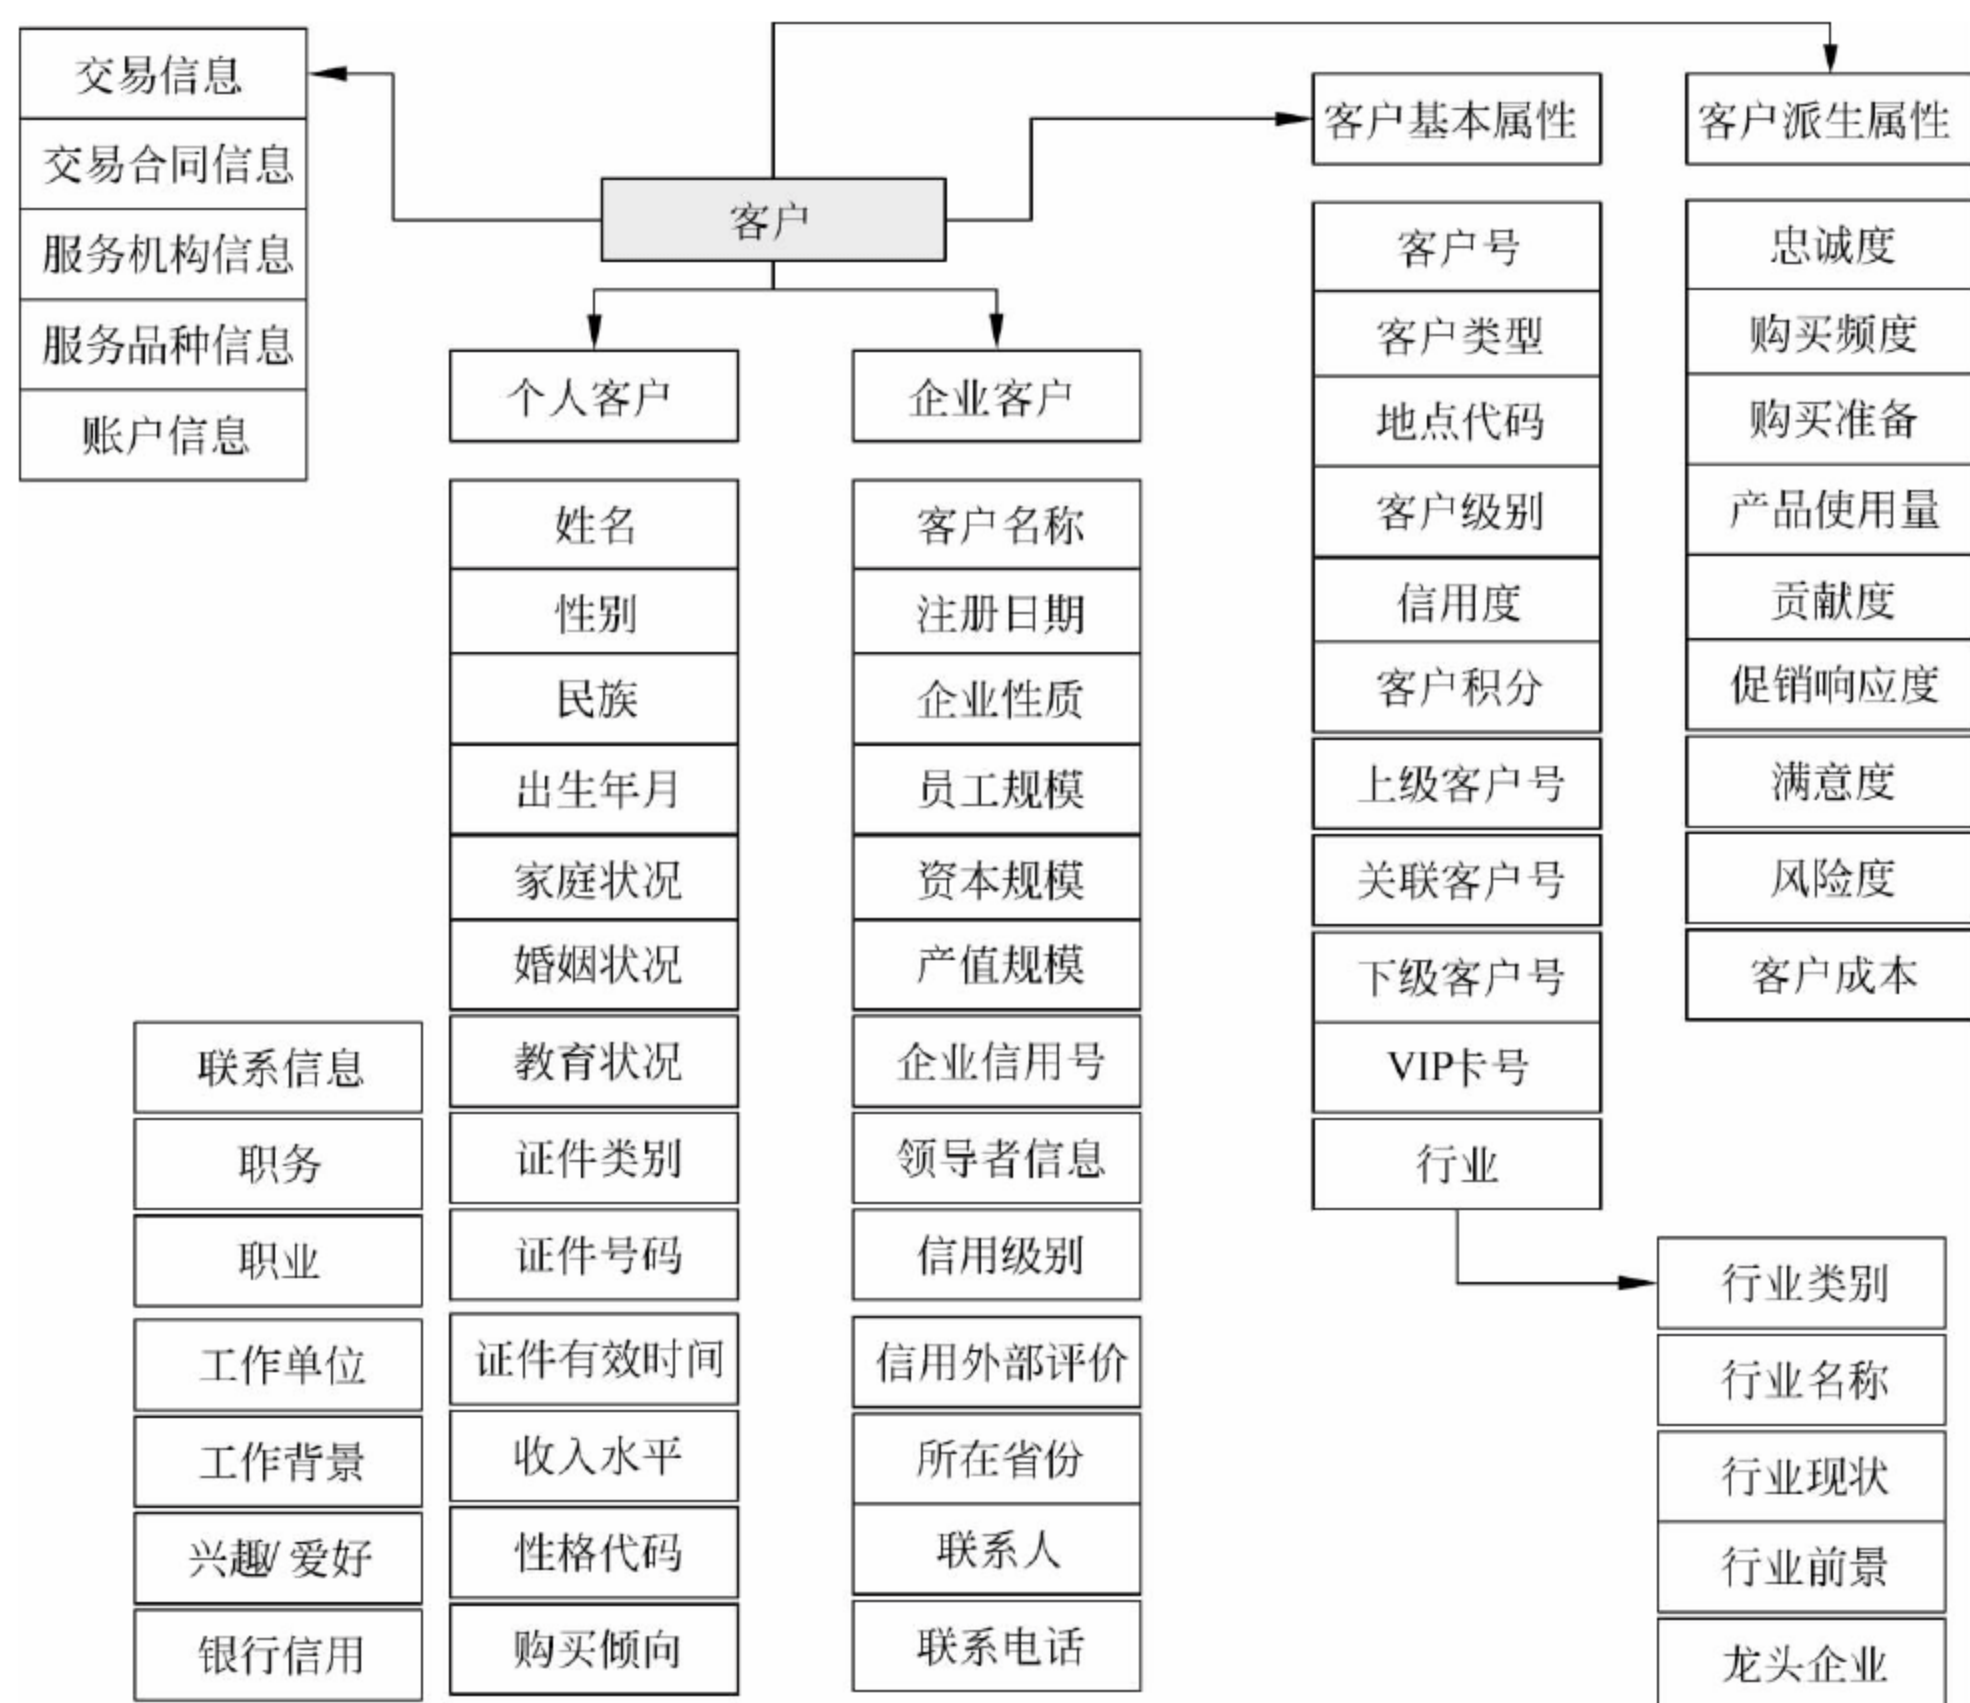 交易信息
交易合同信息
服务机构信息
服务品种信息
账户信息
客户
个人客户
姓名
性别
民族
出生年月
家庭状况
婚姻状况
教育状况
证件类别
证件号码
证件有效时间
收入水平
性格代码
购买倾向
联系信息
职务
职业
工作单位
工作背景
兴趣/爱好
银行信用
企业客户
客户名称
注册日期
企业性质
员工规模
资本规模
产值规模
企业信用号
领导者信息
信用级别
信用外部评价
所在省份
联系人
联系电话
客户基本属性
客户号
客户类型
地点代码
客户级别
信用度
客户积分
上级客户号
关联客户号
下级客户号
VIP卡号
行业
行业类别
行业名称
行业现状
行业前景
龙头企业
客户派生属性
忠诚度
购买频度
购买准备
产品使用量
贡献度
促销响应度
满意度
风险度
客户成本